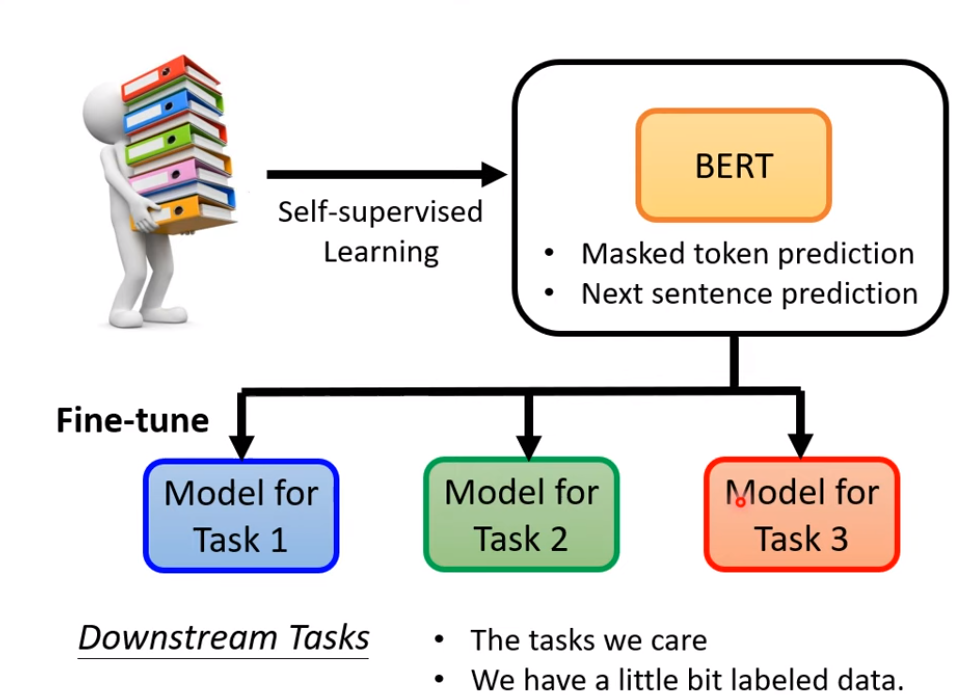 BERT
Self-supervised
Learning
• Masked token prediction
• Next sentence prediction
Fine-tune
Model for
Task 1
Model for
Task 2
Model for
Task 3
Downstream Tasks
• The tasks we care
• We have a little bit labeled data.